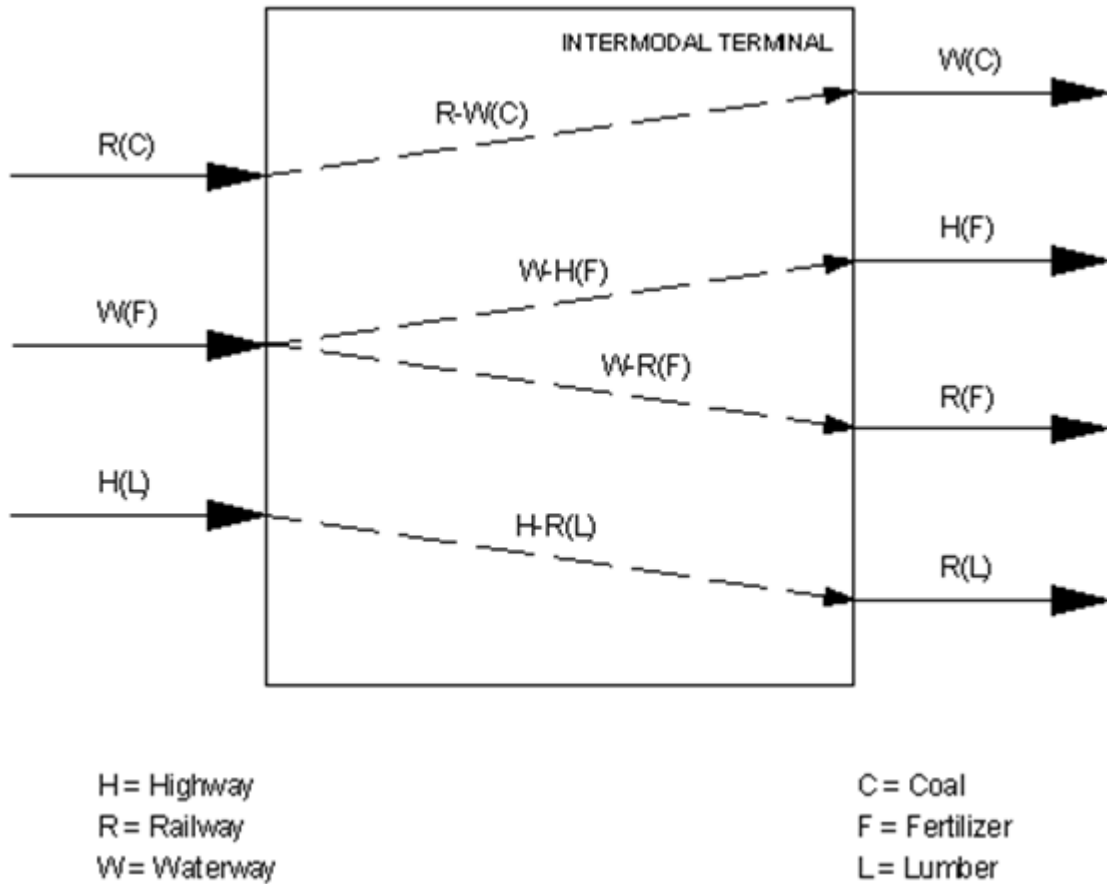 INTERMODAL TERMINAL
W(C)
R-W(C)
R(C)
H(F)
W-H(F)
W(F)
W-R(F)
R(F)
H(L)
H-R(L)
R(L)
H = Highway
R = Railway
W = Waterway
C = Coal
F = Fertilizer
L = Lumber